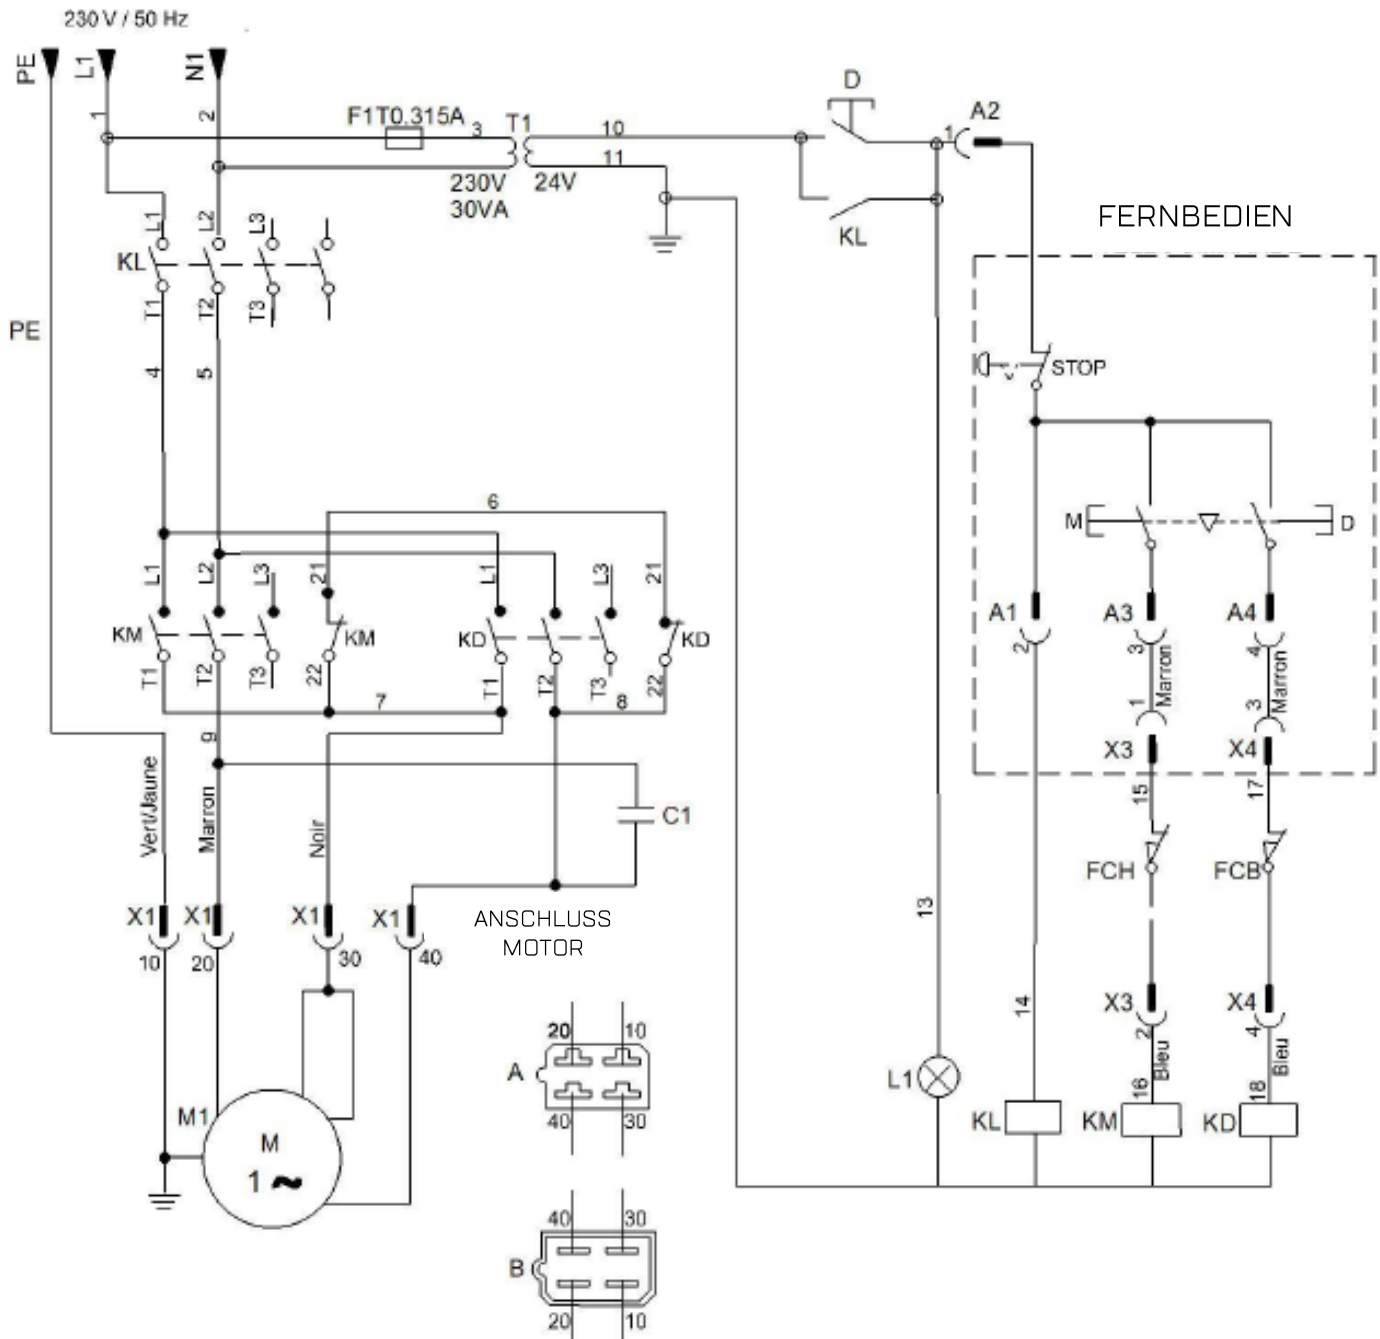 230 V / 50 Hz
PE
L1
N1
1
2
F1T0.315A
3
T1
10
11
230V
24V
30VA
D
1
A2
KL
FERNBEDIEN
L1
L2
L3
KL
T1
T2
T3
PE
4
5
STOP
6
M
D
L1
L2
L3
21
L1
L3
21
KM
KM
KD
KD
T1
T2
T3
22
T1
T2
T3
22
7
8
9
A1
A3
A4
2
3
4
Marron
Marron
1
3
X3
X4
15
17
Vert/Jaune
Marron
Noir
C1
FCH
FCB
X1
X1
X1
X1
10
20
30
40
ANSCHLUSS
MOTOR
13
14
X3
X4
2
4
Bleu
Bleu
16
18
20
10
A
40
30
L1
KL
KM
KD
M1
M
1 ~
40
30
B
20
10